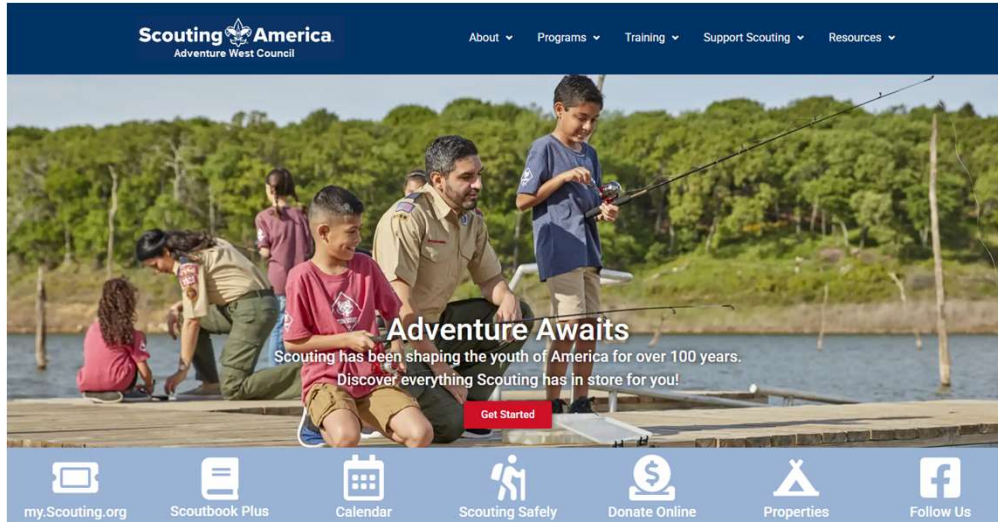 Scouting America
Adventure West Council
About
Programs
Training
Support Scouting
Resources
Adventure Awaits
Scouting has been shaping the youth of America for over 100 years.
Discover everything Scouting has in store for you!
Get Started
my.Scouting.org
Scoutbook Plus
Calendar
Scouting Safely
Donate Online
Properties
Follow Us